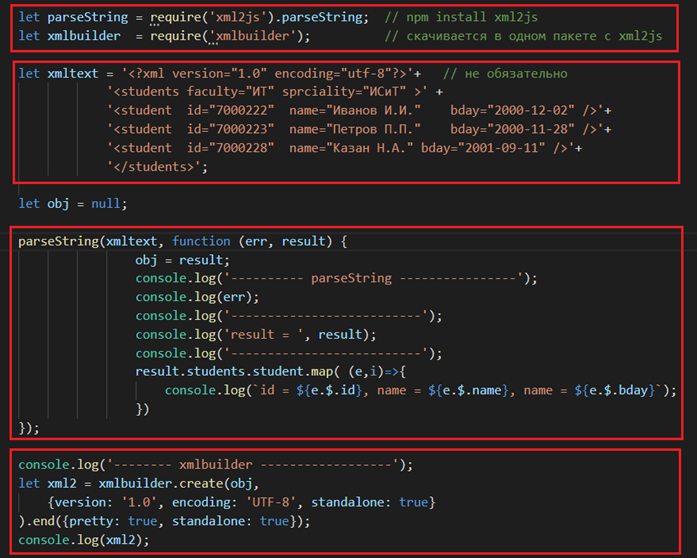 let parseString = require('xml2js').parseString;  // npm install xml2js
let xmlbuilder  = require('xmlbuilder');          // скачивается в одном пакете с xml2js
let xmltext = '<?xml version="1.0" encoding="utf-8"?>'+   // не обязательно
'<students faculty="ИТ" sprciality="ИСиТ" >' +
'<student  id="7000222"  name="Иванов И.И."    bday="2000-12-02" />'+
'<student  id="7000223"  name="Петров П.П."    bday="2000-11-28" />'+
'<student  id="7000228"  name="Казан Н.А." bday="2001-09-11" />'+
'</students>';
let obj = null;
parseString(xmltext, function (err, result) {
obj = result;
console.log('---------- parseString ----------------');
console.log(err);
console.log('--------------------------');
console.log('result = ', result);
console.log('--------------------------');
result.students.student.map( (e,i)=>{
console.log(`id = ${e.$.id}, name = ${e.$.name}, name = ${e.$.bday}`);
})
});
console.log('-------- xmlbuilder ------------------');
let xml2 = xmlbuilder.create(obj,
{version: '1.0', encoding: 'UTF-8', standalone: true}
).end({pretty: true, standalone: true});
console.log(xml2);